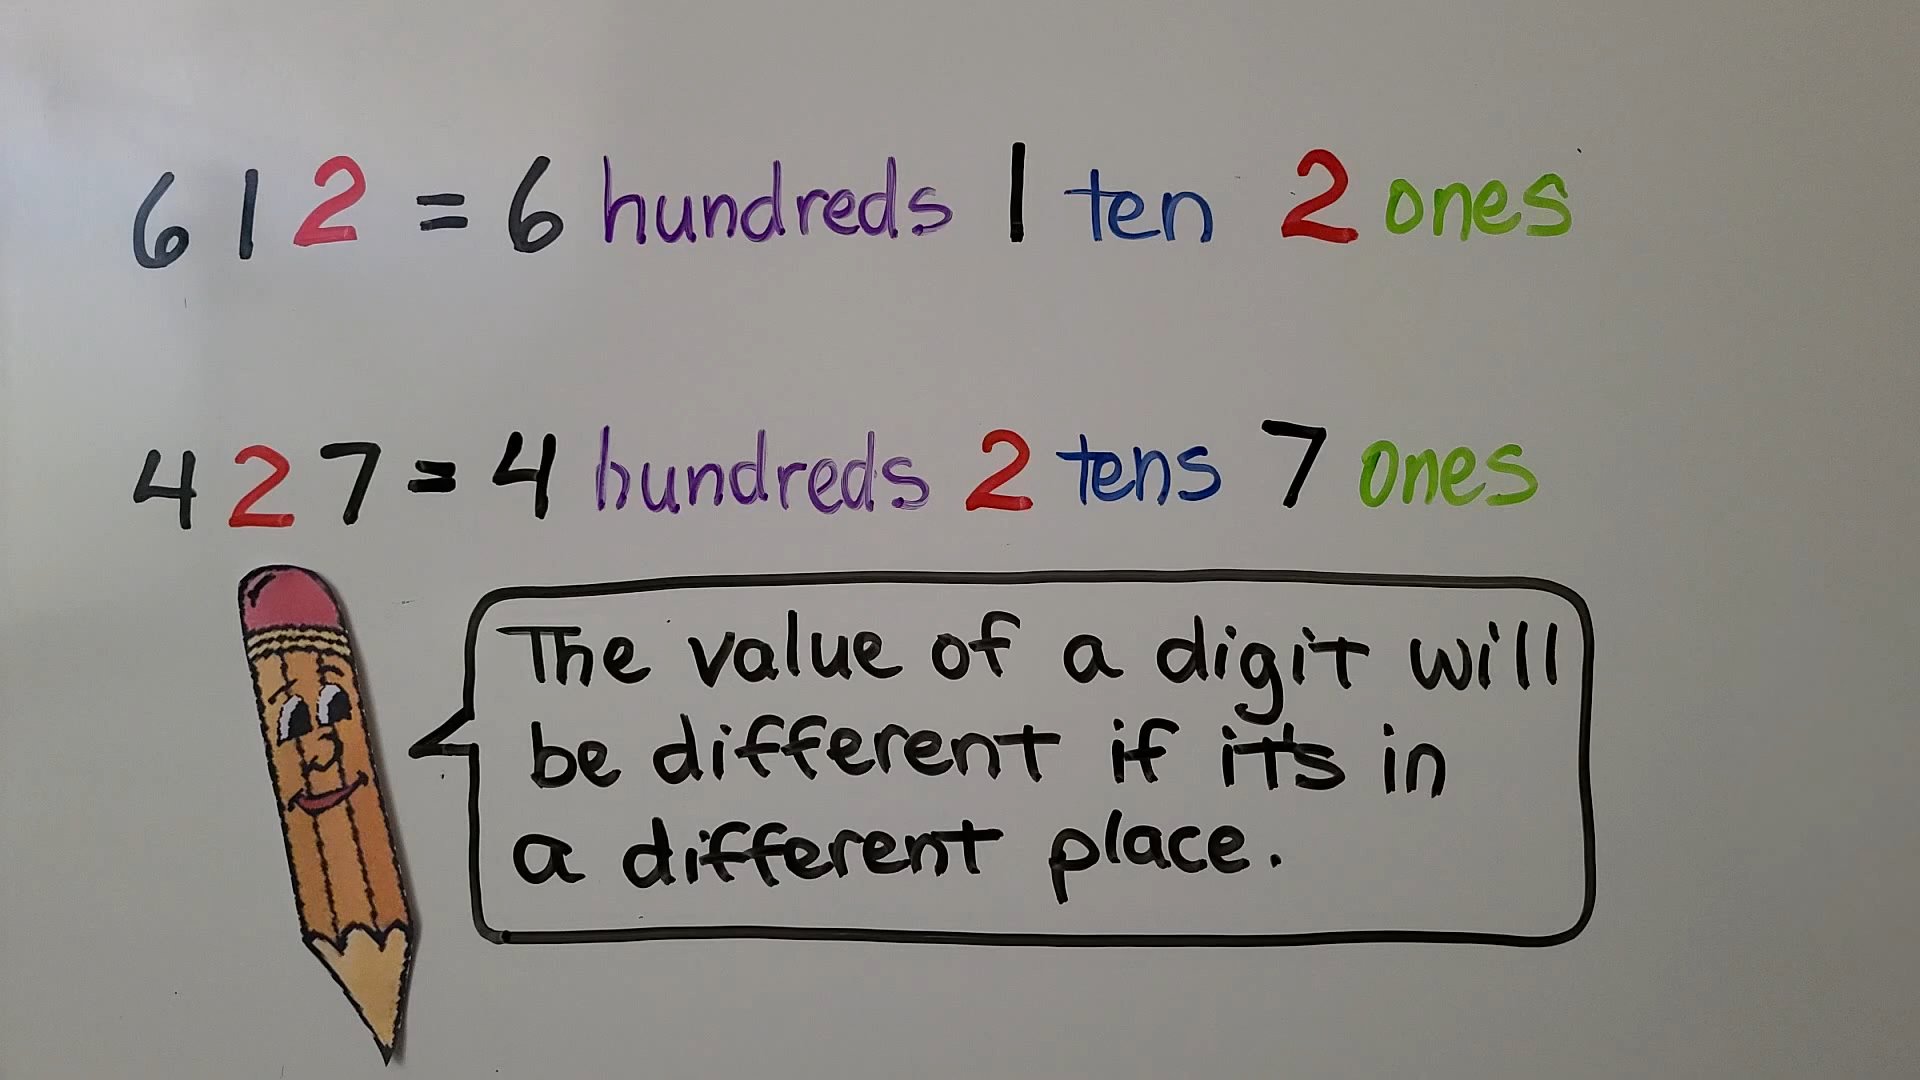 612 = 6 hundreds 1 ten 2 ones
427 = 4 hundreds 2 tens 7 ones
The value of a digit will
be different if it's in
a different place.